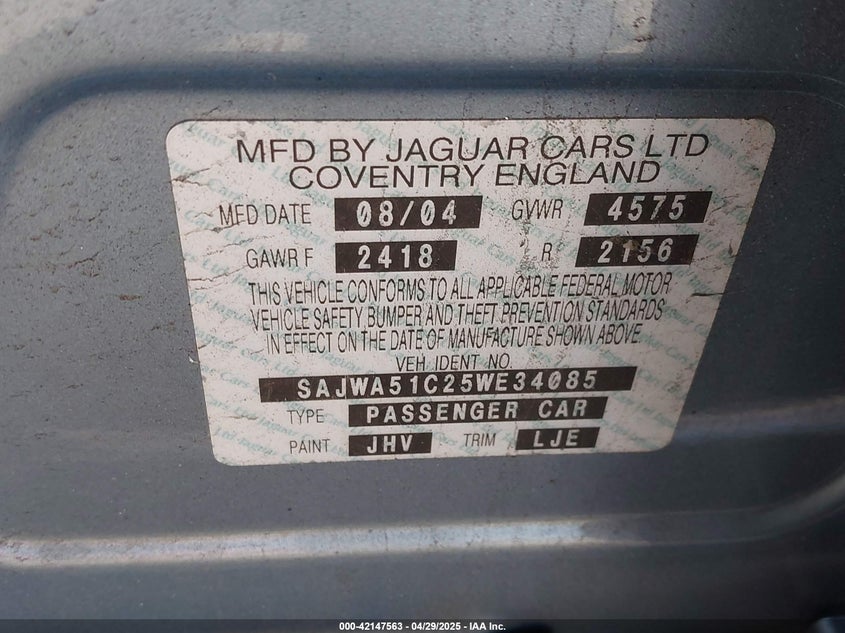 MFD BY JAGUAR CARS LTD
COVENTRY ENGLAND
MFD DATE 08/04 GVWR 4575
GAWR F 2418 R 2156
THIS VEHICLE CONFORMS TO ALL APPLICABLE FEDERAL MOTOR
VEHICLE SAFETY, BUMPER AND THEFT PREVENTION STANDARDS
IN EFFECT ON THE DATE OF MANUFACTURE SHOWN ABOVE.
VEH. IDENT NO.
SAJWA51C25WE34085
TYPE PASSENGER CAR
PAINT JHV TRIM LJE
000-42147563 - 04/29/2025 - IAA Inc.